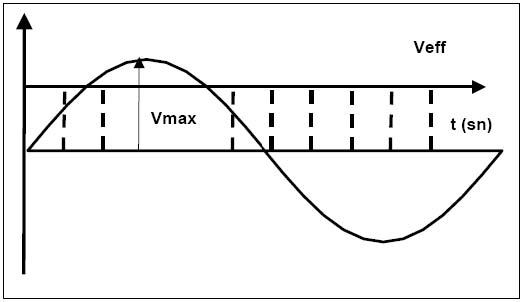 Veff
Vmax
t (sn)